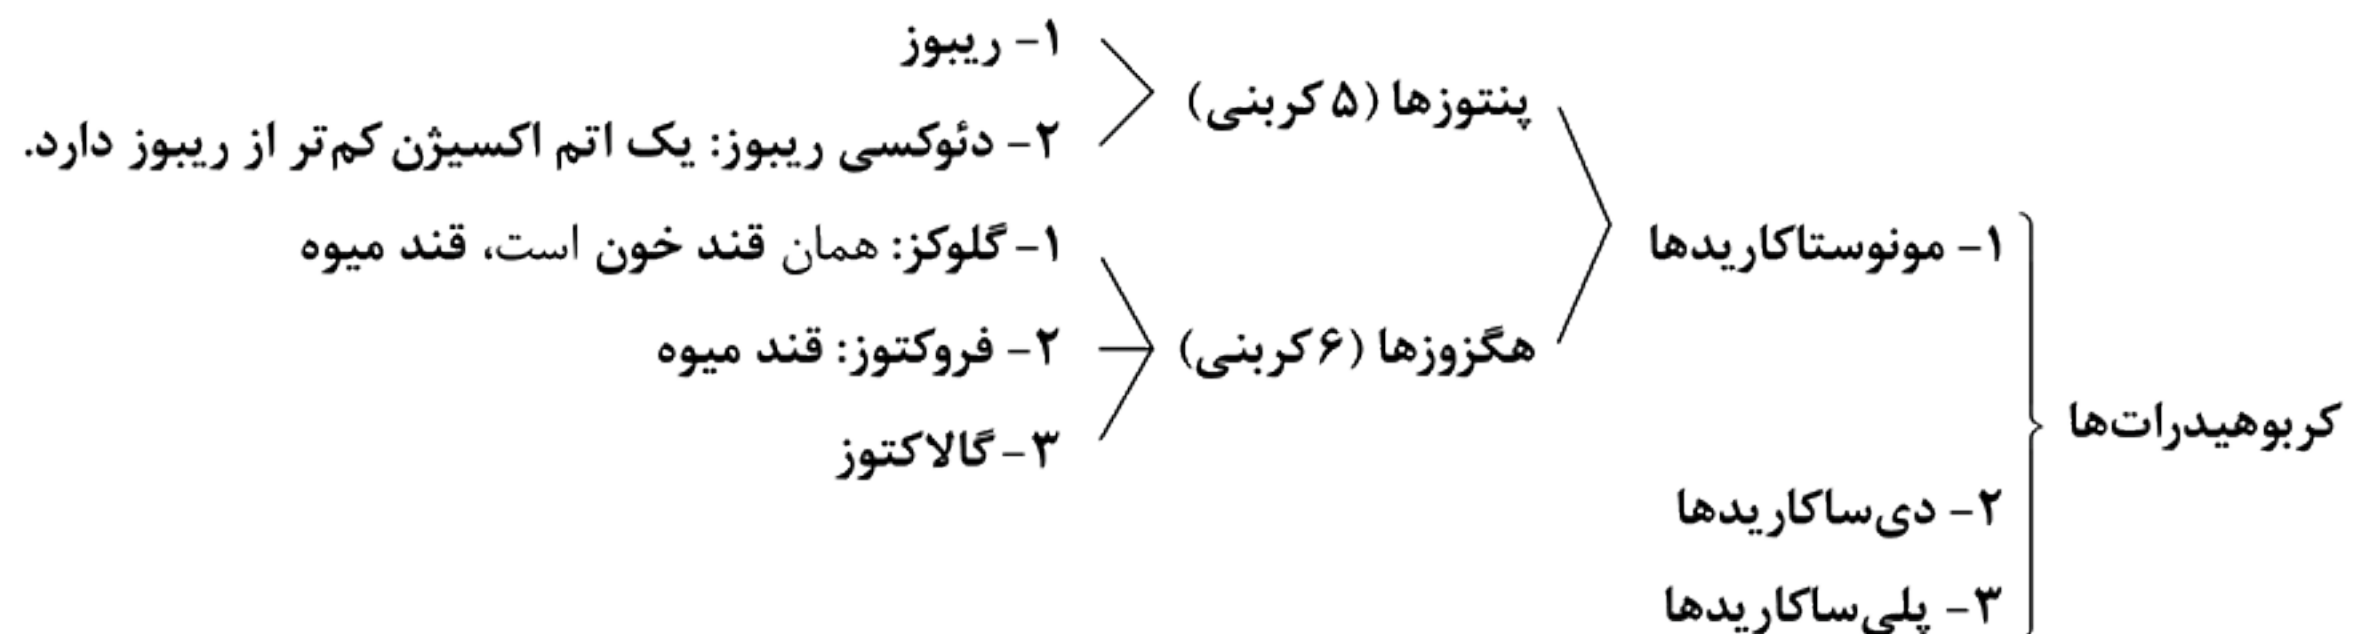 کربوهیدرات‌ها
۱- مونوستاکاریدها
پنتوزها (۵ کربنی)
۱- ریبوز
۲- دئوکسی ریبوز: یک اتم اکسیژن کم‌تر از ریبوز دارد.
هگزوزها (۶ کربنی)
۱- گلوکز: همان قند خون است، قند میوه
۲- فروکتوز: قند میوه
۳- گالاکتوز
۲- دی‌ساکاریدها
۳- پلی‌ساکاریدها